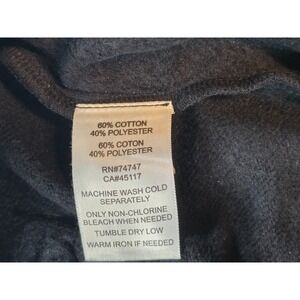 60% COTTON
40% POLYESTER
60% COTON
40% POLYESTER
RN#74747
CA#45117
MACHINE WASH COLD
SEPARATELY
ONLY NON-CHLORINE
BLEACH WHEN NEEDED
TUMBLE DRY LOW
WARM IRON IF NEEDED